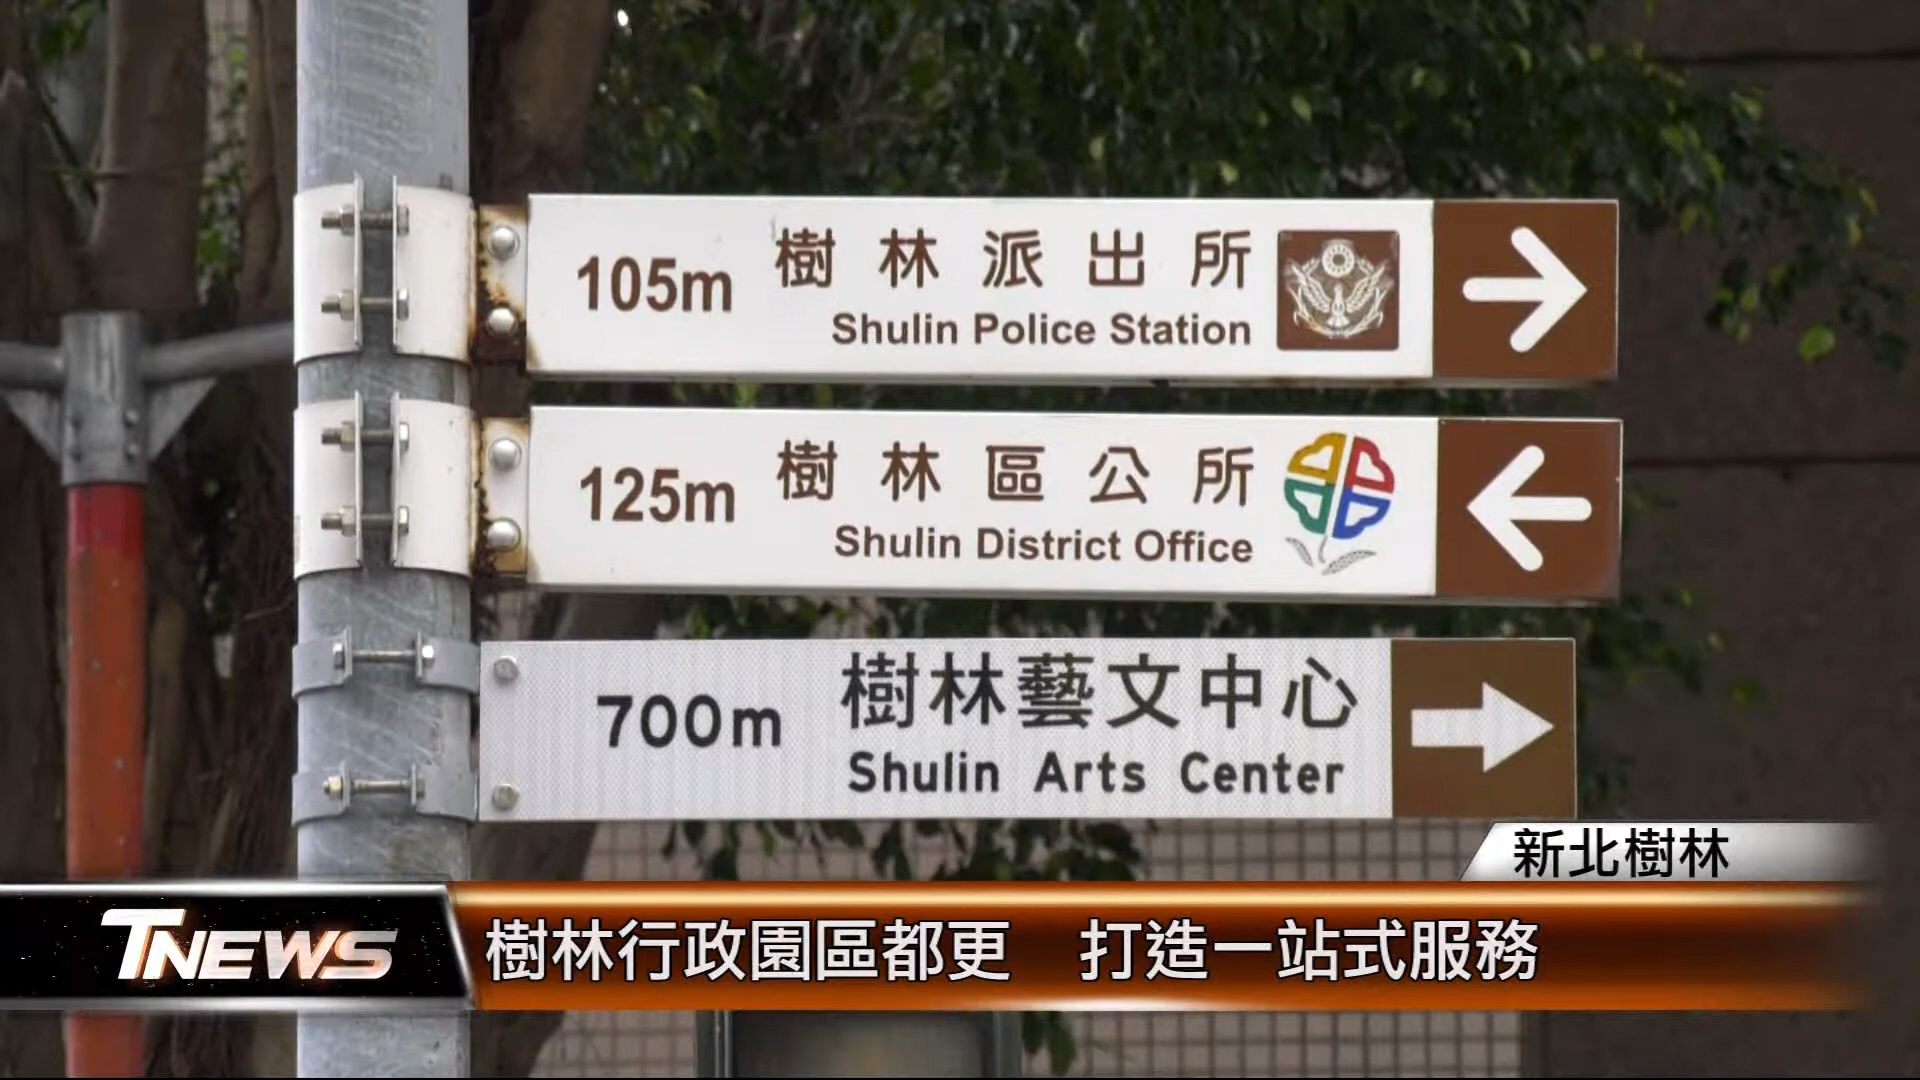 105m
樹林派出所
Shulin Police Station
125m
樹林區公所
Shulin District Office
700m
樹林藝文中心
Shulin Arts Center
新北樹林
TNEWS
樹林行政園區都更 打造一站式服務